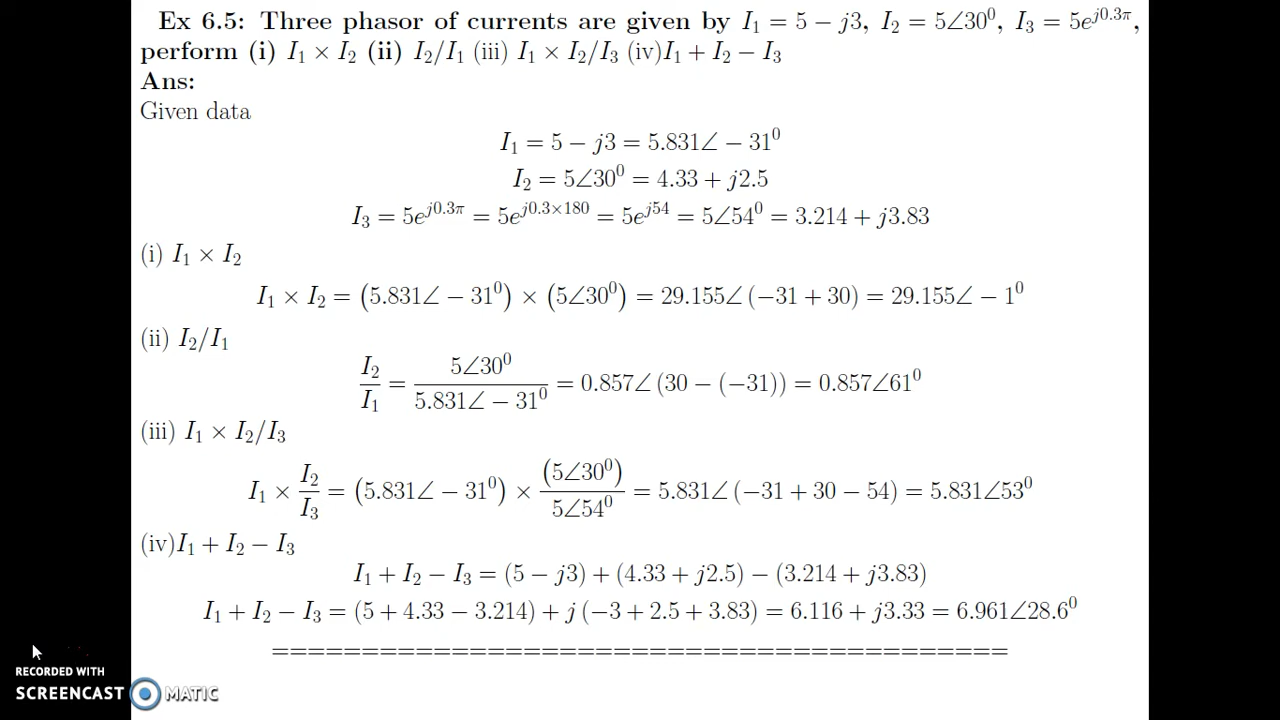 Ex 6.5: Three phasor of currents are given by I₁ = 5 − j3, I₂ = 5∠30⁰, I₃ = 5e^{j0.3π},
perform (i) I₁ × I₂ (ii) I₂/I₁ (iii) I₁ × I₂/I₃ (iv)I₁ + I₂ − I₃
Ans:
Given data
I₁ = 5 − j3 = 5.831∠ − 31⁰
I₂ = 5∠30⁰ = 4.33 + j2.5
I₃ = 5e^{j0.3π} = 5e^{j0.3×180} = 5e^{j54} = 5∠54⁰ = 3.214 + j3.83
(i) I₁ × I₂
I₁ × I₂ = (5.831∠ − 31⁰) × (5∠30⁰) = 29.155∠ (−31 + 30) = 29.155∠ − 1⁰
(ii) I₂/I₁
I₂/I₁ = 5∠30⁰/5.831∠ − 31⁰ = 0.857∠ (30 − (−31)) = 0.857∠61⁰
(iii) I₁ × I₂/I₃
I₁ × I₂/I₃ = (5.831∠ − 31⁰) × (5∠30⁰)/5∠54⁰ = 5.831∠ (−31 + 30 − 54) = 5.831∠53⁰
(iv)I₁ + I₂ − I₃
I₁ + I₂ − I₃ = (5 − j3) + (4.33 + j2.5) − (3.214 + j3.83)
I₁ + I₂ − I₃ = (5 + 4.33 − 3.214) + j (−3 + 2.5 + 3.83) = 6.116 + j3.33 = 6.961∠28.6⁰
=========================================
RECORDED WITH
SCREENCAST MATIC